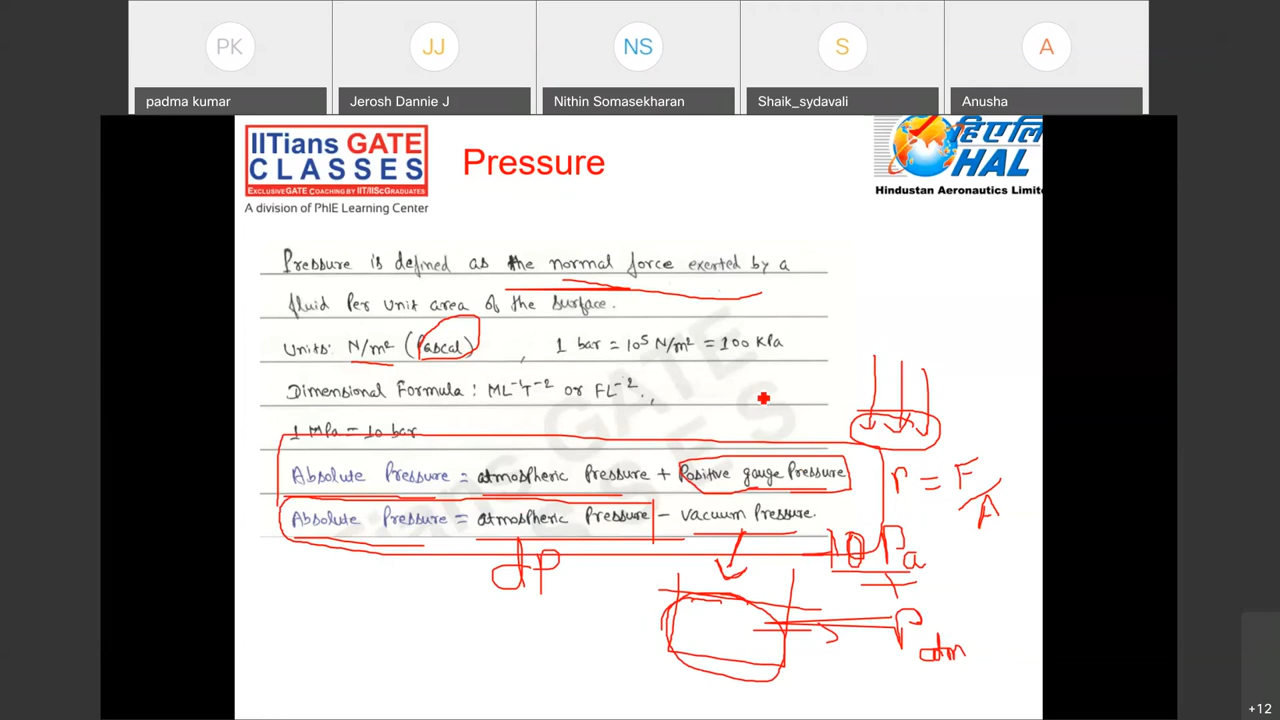 PK
JJ
NS
S
A
padma kumar
Jerosh Dannie J
Nithin Somasekharan
Shaik_sydavali
Anusha
IITians GATE
CLASSES
EXCLUSIVE GATE COACHING BY IIT/IISc GRADUATES
A division of PhIE Learning Center
Pressure
हिएलि
HAL
Hindustan Aeronautics Limite
Pressure is defined as the normal force exerted by a
fluid Per unit area of the surface.
Units: N/m² (Pascal) , 1 bar = 10⁵ N/m² = 100 KPa
Dimensional Formula : ML⁻¹T⁻² or FL⁻².,
1 MPa = 10 bar
Absolute Pressure = atmospheric Pressure + Positive gauge Pressure
Absolute Pressure = atmospheric Pressure - vacuum Pressure.
P = F/A
10 Pa
dP
Patm
+12